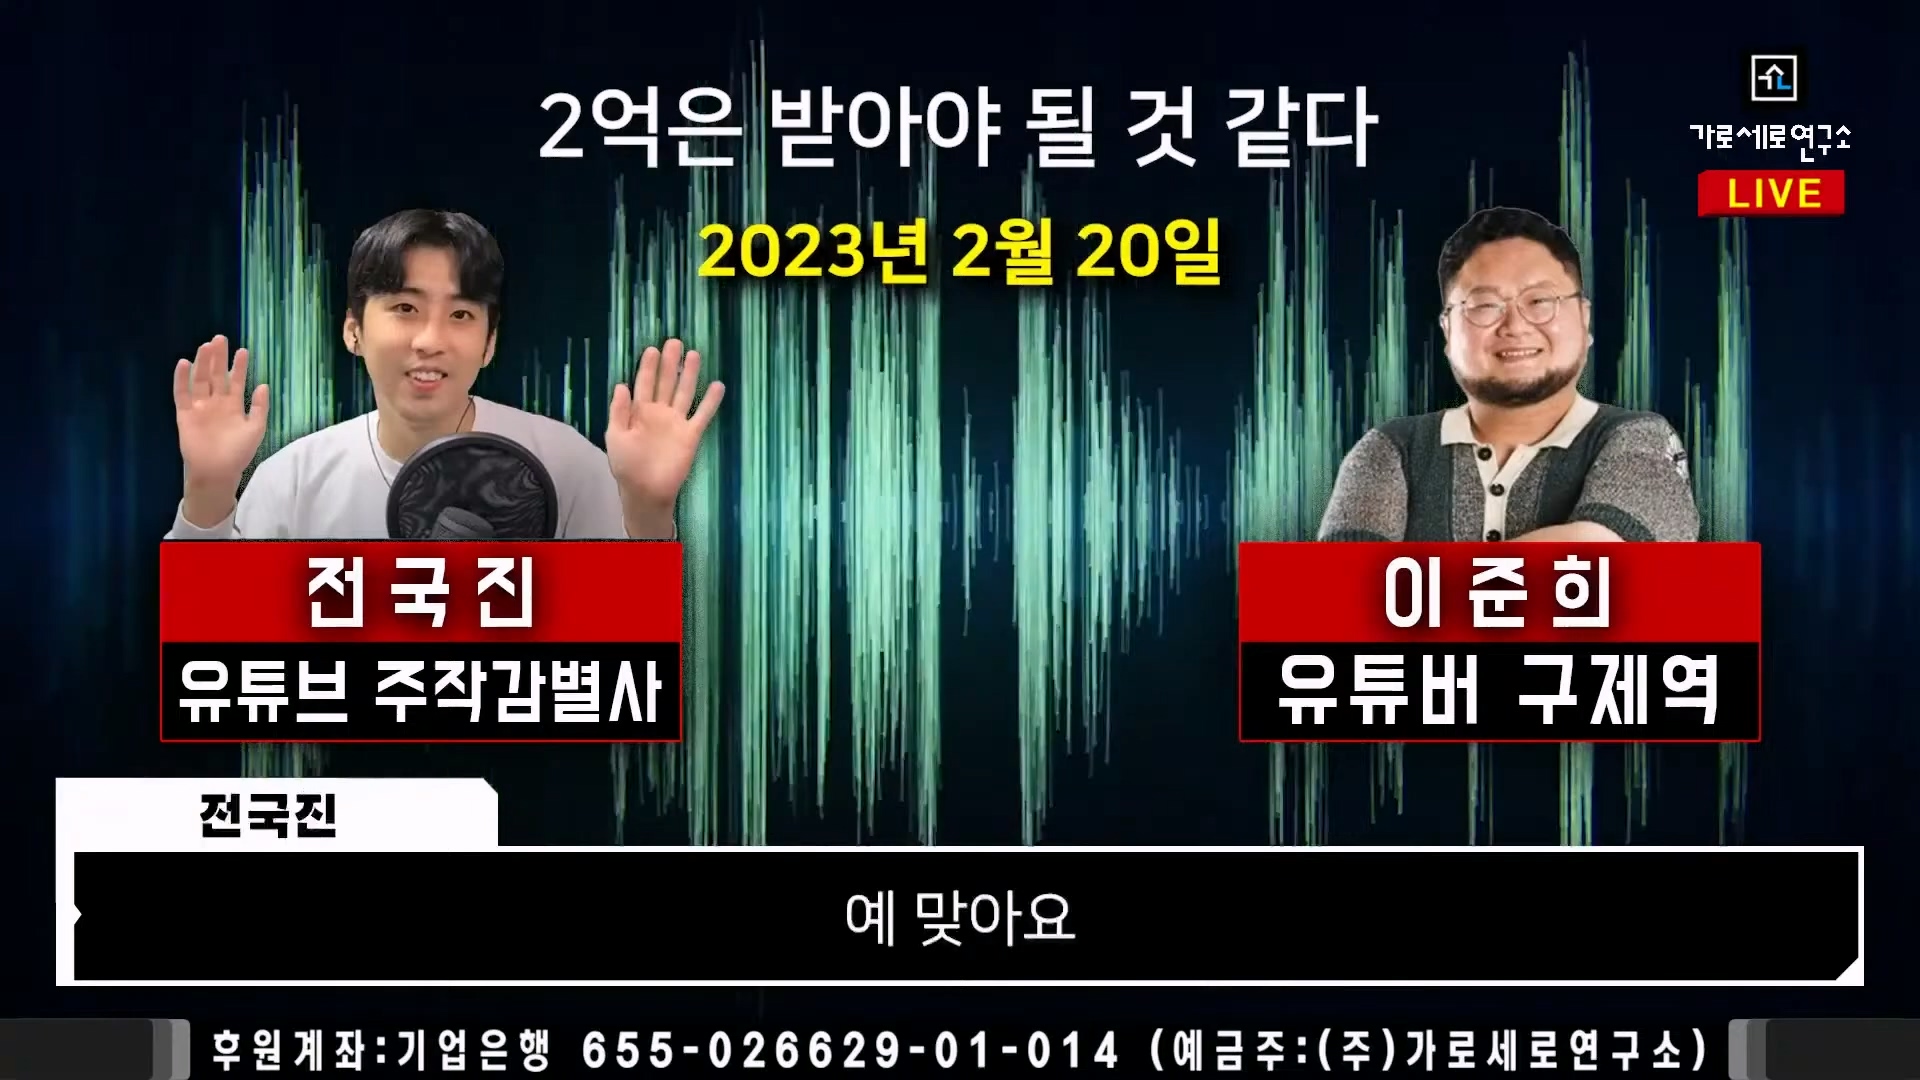 2억은 받아야 될 것 같다
가로세로연구소
LIVE
2023년 2월 20일
전국진
유튜브 주작감별사
이준희
유튜버 구제역
전국진
예 맞아요
후원계좌:기업은행 655-026629-01-014 (예금주:(주)가로세로연구소)